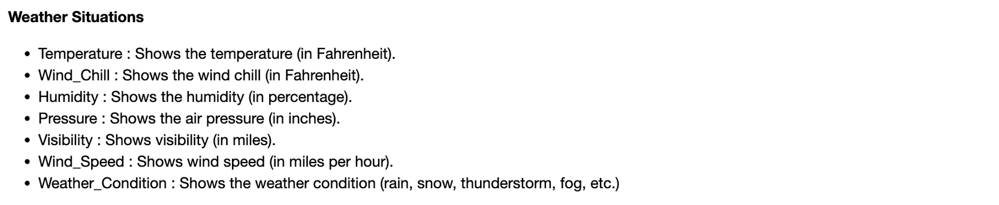 Weather Situations
• Temperature : Shows the temperature (in Fahrenheit).
• Wind_Chill : Shows the wind chill (in Fahrenheit).
• Humidity : Shows the humidity (in percentage).
• Pressure : Shows the air pressure (in inches).
• Visibility : Shows visibility (in miles).
• Wind_Speed : Shows wind speed (in miles per hour).
• Weather_Condition : Shows the weather condition (rain, snow, thunderstorm, fog, etc.)